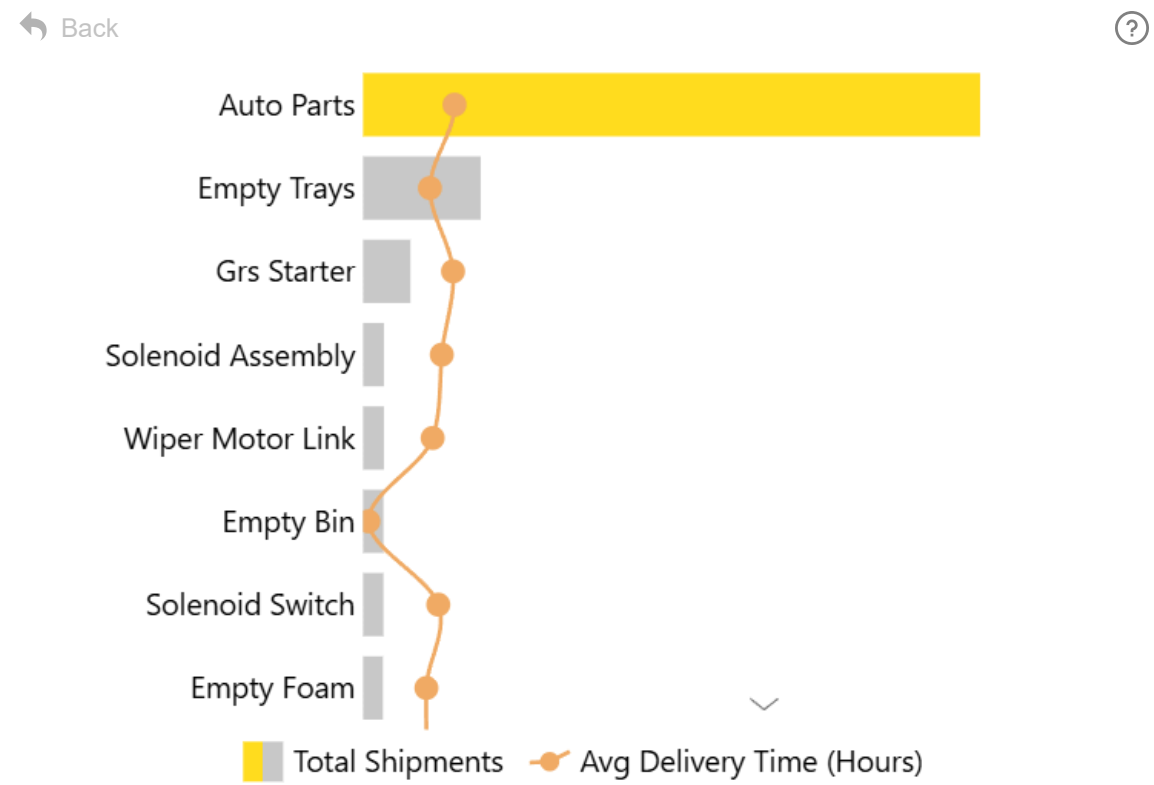 Back
?
Auto Parts
Empty Trays
Grs Starter
Solenoid Assembly
Wiper Motor Link
Empty Bin
Solenoid Switch
Empty Foam
Total Shipments Avg Delivery Time (Hours)